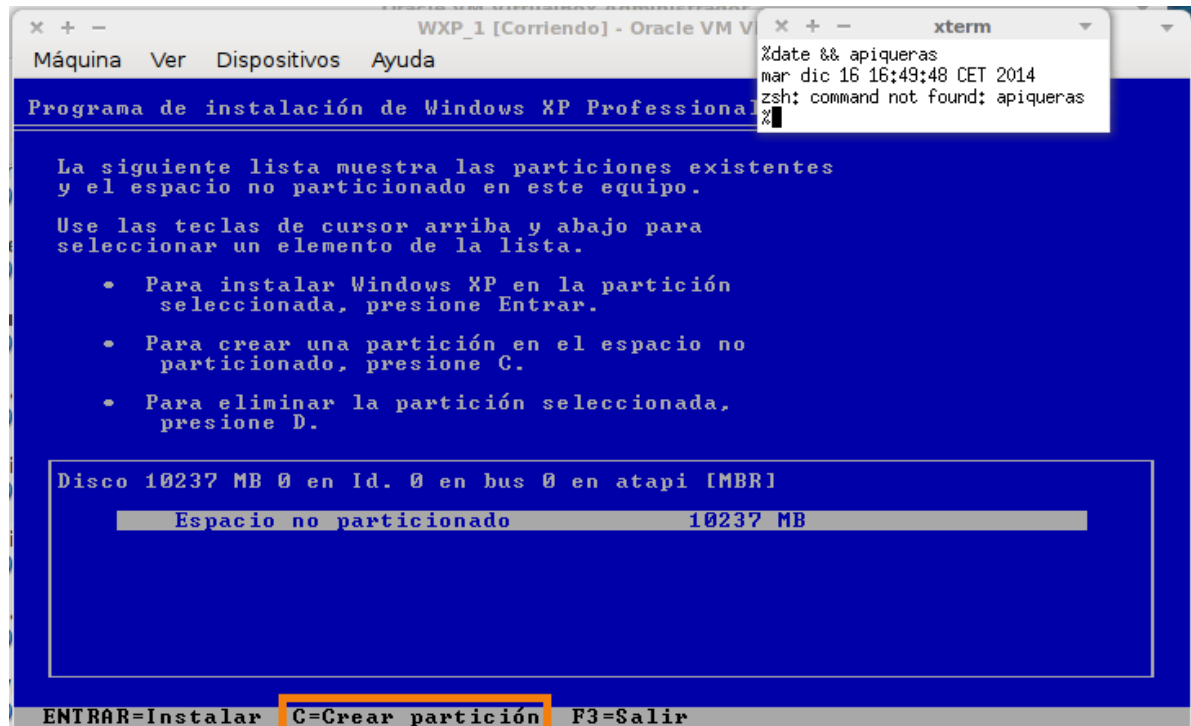 Oracle VM VirtualBox Administrador
WXP_1 [Corriendo] - Oracle VM V
Máquina Ver Dispositivos Ayuda
xterm
%date && apiqueras
mar dic 16 16:49:48 CET 2014
zsh: command not found: apiqueras
%
Programa de instalación de Windows XP Professional
La siguiente lista muestra las particiones existentes
y el espacio no particionado en este equipo.
Use las teclas de cursor arriba y abajo para
seleccionar un elemento de la lista.
• Para instalar Windows XP en la partición
seleccionada, presione Entrar.
• Para crear una partición en el espacio no
particionado, presione C.
• Para eliminar la partición seleccionada,
presione D.
Disco 10237 MB 0 en Id. 0 en bus 0 en atapi [MBR]
Espacio no particionado 10237 MB
ENTRAR=Instalar C=Crear partición F3=Salir